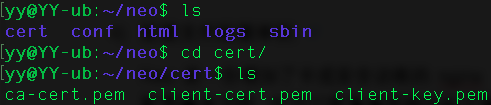 [yy@YY-ub:~/neo$ ls
cert conf html logs sbin
[yy@YY-ub:~/neo$ cd cert/
[yy@YY-ub:~/neo/cert$ ls
ca-cert.pem client-cert.pem client-key.pem